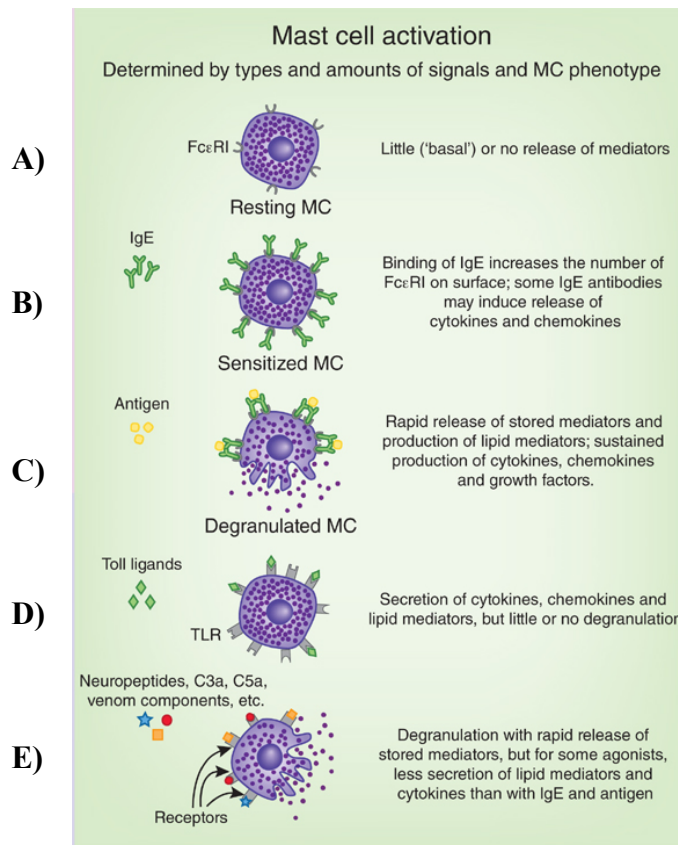 Mast cell activation
Determined by types and amounts of signals and MC phenotype
A)
FcεRI
Little (‘basal’) or no release of mediators
Resting MC
IgE
B)
Binding of IgE increases the number of
FcεRI on surface; some IgE antibodies
may induce release of
cytokines and chemokines
Sensitized MC
Antigen
C)
Rapid release of stored mediators and
production of lipid mediators; sustained
production of cytokines, chemokines
and growth factors.
Degranulated MC
Toll ligands
D)
TLR
Secretion of cytokines, chemokines and
lipid mediators, but little or no degranulation
Neuropeptides, C3a, C5a,
venom components, etc.
E)
Receptors
Degranulation with rapid release of
stored mediators, but for some agonists,
less secretion of lipid mediators and
cytokines than with IgE and antigen